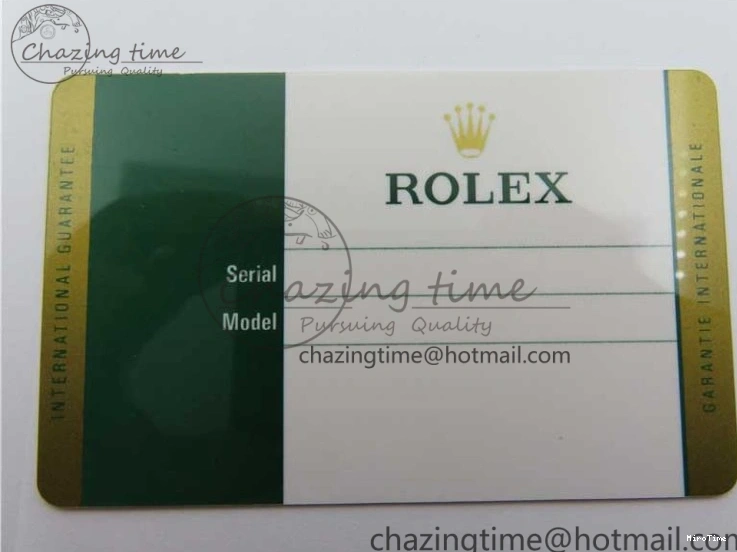 Chazing time
Pursuing Quality
INTERNATIONAL GUARANTEE
ROLEX
GARANTIE INTERNATIONALE
Serial
Chazing time
Model
Pursuing Quality
chazingtime@hotmail.com
chazingtime@hotmail.com
MiroTime